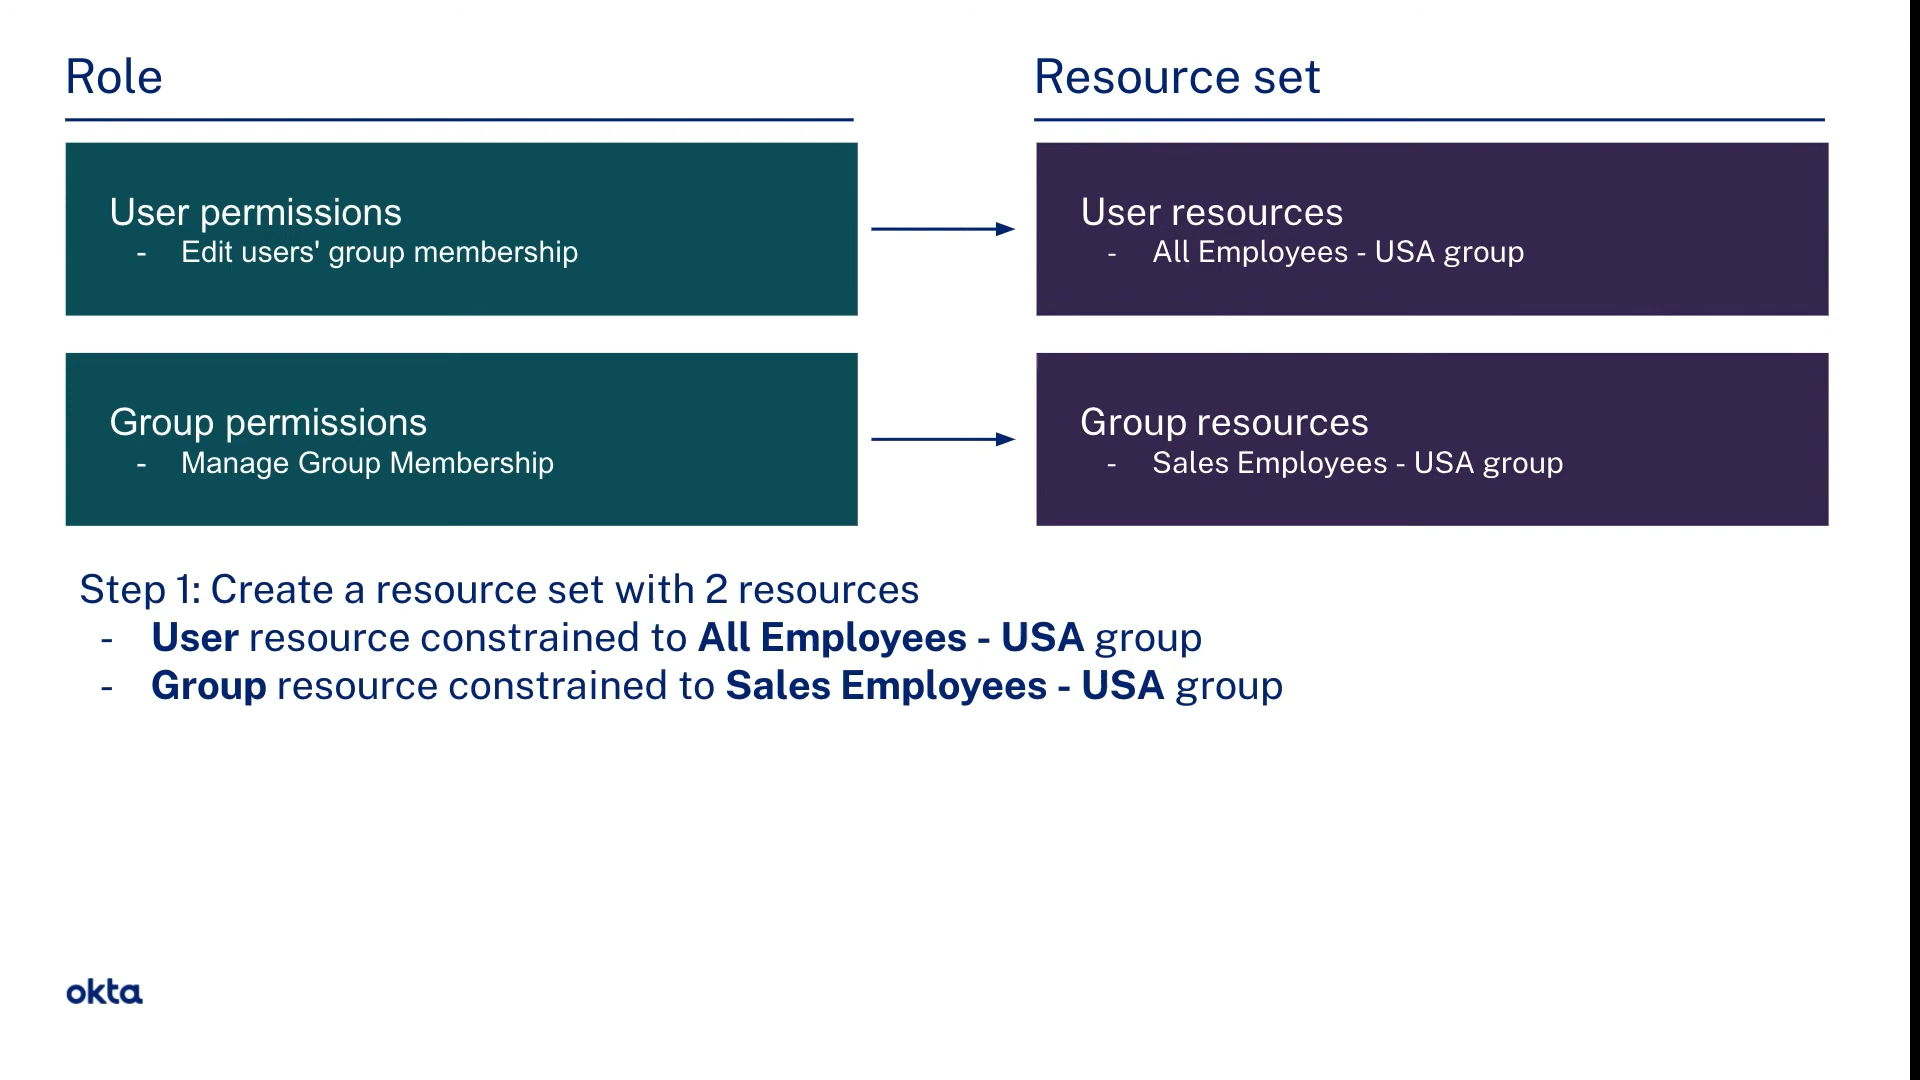 Role
Resource set
User permissions
- Edit users' group membership
User resources
- All Employees - USA group
Group permissions
- Manage Group Membership
Group resources
- Sales Employees - USA group
Step 1: Create a resource set with 2 resources
- User resource constrained to All Employees - USA group
- Group resource constrained to Sales Employees - USA group
okta